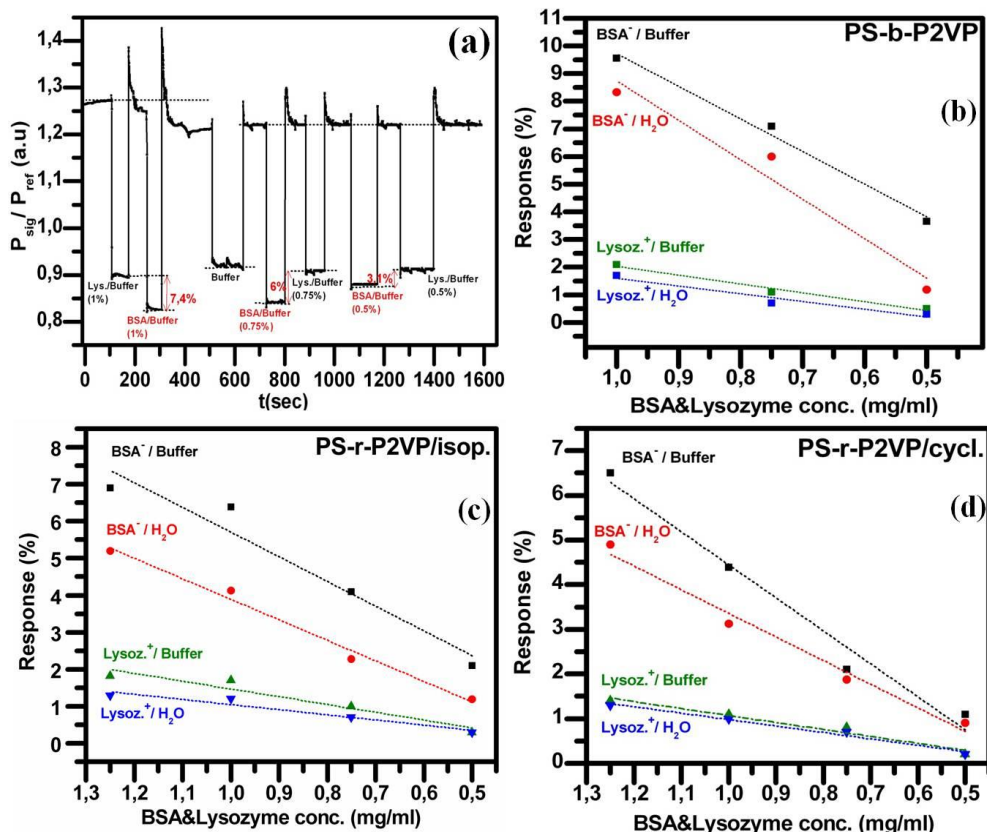 (a)
1,4
1,3
1,2
1,1
1,0
0,9
0,8
P_sig/ P_ref (a.u)
Lys./Buffer
(1%)
7,4%
BSA/Buffer
(1%)
Buffer
6%
BSA/Buffer
(0.75%)
Lys./Buffer
(0.75%)
3.1%
BSA/Buffer
(0.5%)
Lys./Buffer
(0.5%)
0 200 400 600 800 1000 1200 1400 1600
t(sec)
PS-b-P2VP
(b)
11
10
9
8
7
6
5
4
3
2
1
0
Response (%)
BSA⁻ / Buffer
BSA⁻ / H₂O
Lysoz.⁺/ Buffer
Lysoz.⁺/ H₂O
1,0 0,9 0,8 0,7 0,6 0,5
BSA&Lysozyme conc. (mg/ml)
PS-r-P2VP/isop.
(c)
8
7
6
5
4
3
2
1
0
Response (%)
BSA⁻ / Buffer
BSA⁻ / H₂O
Lysoz.⁺/ Buffer
Lysoz.⁺/ H₂O
1,3 1,2 1,1 1,0 0,9 0,8 0,7 0,6 0,5
BSA&Lysozyme conc. (mg/ml)
PS-r-P2VP/cycl.
(d)
7
6
5
4
3
2
1
0
Response (%)
BSA⁻ / Buffer
BSA⁻ / H₂O
Lysoz.⁺/ Buffer
Lysoz.⁺/ H₂O
1,3 1,2 1,1 1,0 0,9 0,8 0,7 0,6 0,5
BSA&Lysozyme conc. (mg/ml)